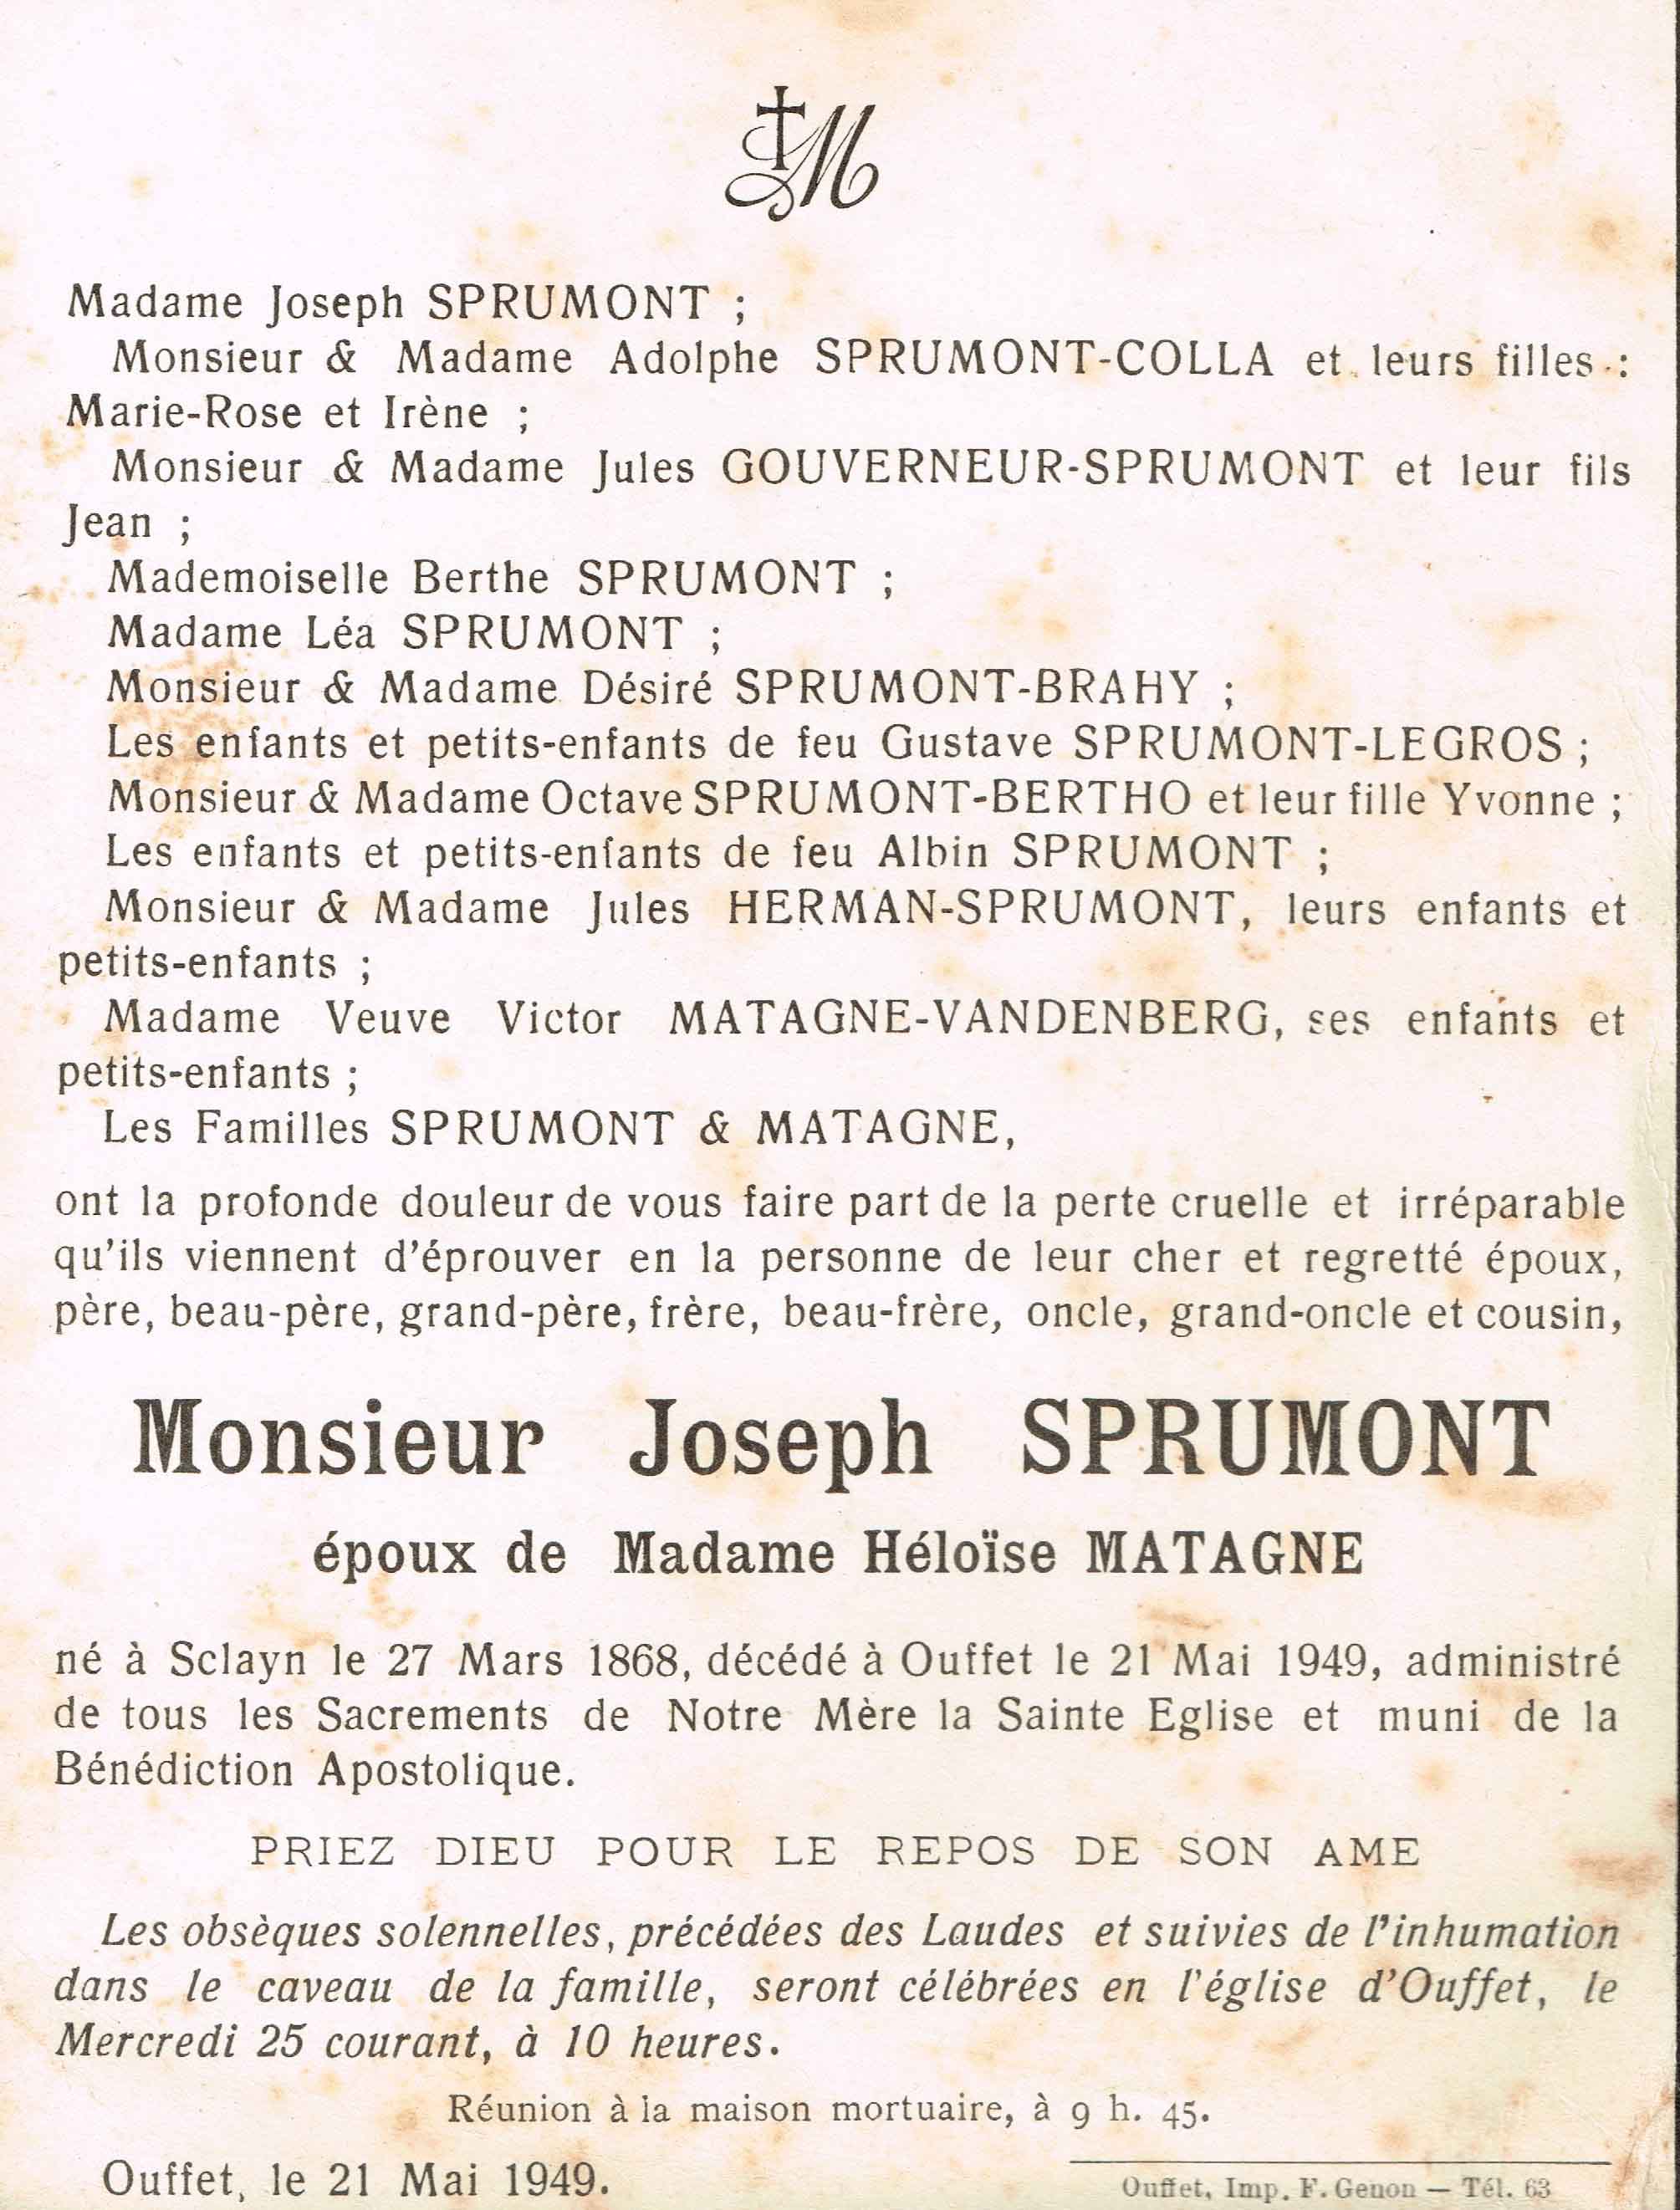 M
Madame Joseph SPRUMONT ;
Monsieur & Madame Adolphe SPRUMONT-COLLA et leurs filles :
Marie-Rose et Irène ;
Monsieur & Madame Jules GOUVERNEUR-SPRUMONT et leur fils
Jean ;
Mademoiselle Berthe SPRUMONT ;
Madame Léa SPRUMONT ;
Monsieur & Madame Désiré SPRUMONT-BRAHY ;
Les enfants et petits-enfants de feu Gustave SPRUMONT-LEGROS ;
Monsieur & Madame Octave SPRUMONT-BERTHO et leur fille Yvonne ;
Les enfants et petits-enfants de feu Albin SPRUMONT ;
Monsieur & Madame Jules HERMAN-SPRUMONT, leurs enfants et
petits-enfants ;
Madame Veuve Victor MATAGNE-VANDENBERG, ses enfants et
petits-enfants ;
Les Familles SPRUMONT & MATAGNE,
ont la profonde douleur de vous faire part de la perte cruelle et irréparable
qu'ils viennent d'éprouver en la personne de leur cher et regretté époux,
père, beau-père, grand-père, frère, beau-frère, oncle, grand-oncle et cousin,
Monsieur Joseph SPRUMONT
époux de Madame Héloïse MATAGNE
né à Sclayn le 27 Mars 1868, décédé à Ouffet le 21 Mai 1949, administré
de tous les Sacrements de Notre Mère la Sainte Eglise et muni de la
Bénédiction Apostolique.
PRIEZ DIEU POUR LE REPOS DE SON AME
Les obsèques solennelles, précédées des Laudes et suivies de l'inhumation
dans le caveau de la famille, seront célébrées en l'église d'Ouffet, le
Mercredi 25 courant, à 10 heures.
Réunion à la maison mortuaire, à 9 h. 45.
Ouffet, le 21 Mai 1949.
Ouffet, Imp. F. Genon — Tél. 63